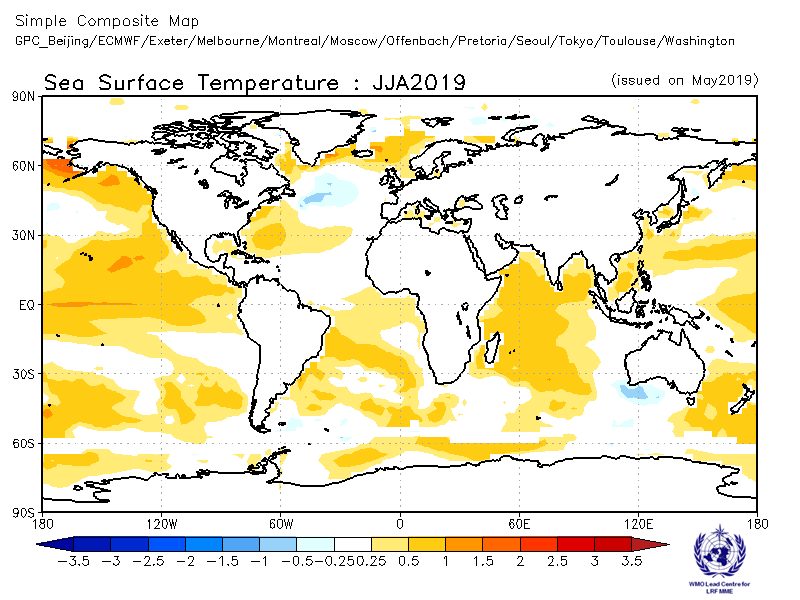 Simple Composite Map
GPC_Beijing/ECMWF/Exeter/Melbourne/Montreal/Moscow/Offenbach/Pretoria/Seoul/Tokyo/Toulouse/Washington
Sea Surface Temperature : JJA2019
(issued on May2019)
90N
60N
30N
EQ
30S
60S
90S
180 120W 60W 0 60E 120E 180
−3.5 −3 −2.5 −2 −1.5 −1 −0.5 −0.25 0.25 0.5 1 1.5 2 2.5 3 3.5
WMO Lead Centre for
LRF MME